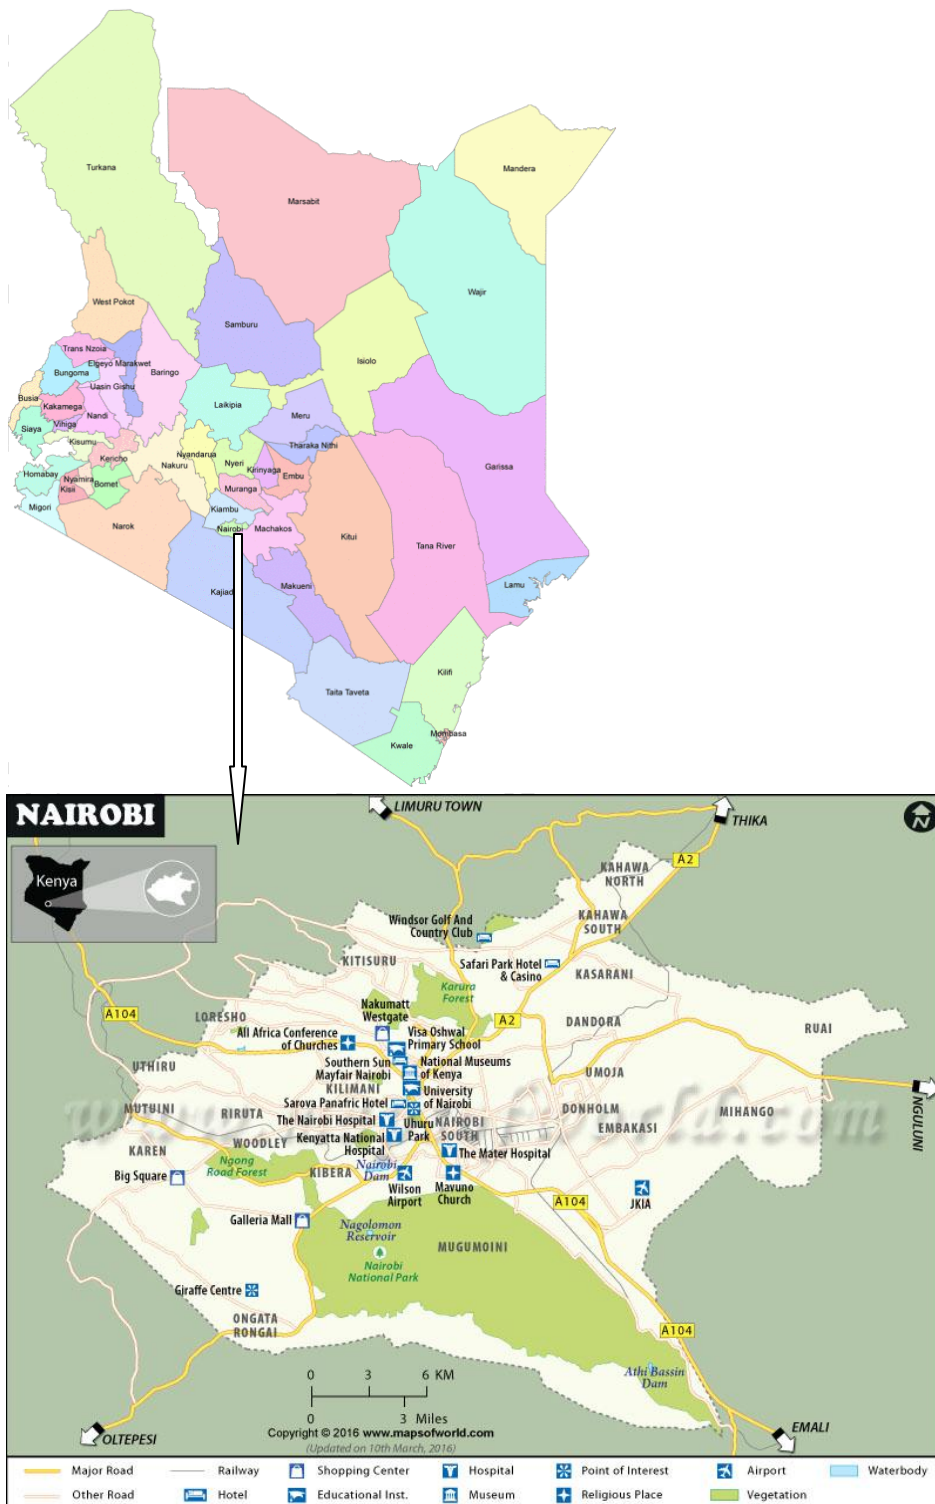 Turkana
Mandera
Marsabit
Wajir
West Pokot
Samburu
Isiolo
Trans Nzoia
Elgeyo Marakwet
Bungoma
Baringo
Uasin Gishu
Busia
Kakamega
Laikipia
Nandi
Meru
Siaya
Vihiga
Kisumu
Tharaka Nithi
Nyandarua
Kericho
Nyeri
Nakuru
Garissa
Kirinyaga
Homabay
Nyamira
Embu
Bomet
Kisii
Muranga
Migori
Kiambu
Narok
Nairobi
Machakos
Kitui
Tana River
Makueni
Lamu
Kajiad
Kilifi
Taita Taveta
Mombasa
Kwale
NAIROBI
LIMURU TOWN
THIKA
N
A2
Kenya
KAHAWA
NORTH
Windsor Golf And
Country Club
KAHAWA
SOUTH
KITISURU
Safari Park Hotel
& Casino
KASARANI
Karura
Forest
Nakumatt
Westgate
A104
LORESHO
A2
DANDORA
RUAI
All Africa Conference
of Churches
Visa Oshwal
Primary School
Southern Sun
Mayfair Nairobi
National Museums
of Kenya
UTHIRU
UMOJA
KILIMANI
University
of Nairobi
NGULUNI
MUTUINI
RIRUTA
Sarova Panafric Hotel
DONHOLM
MIHANGO
The Nairobi Hospital
Uhuru
Park
NAIROBI
SOUTH
EMBAKASI
KAREN
WOODLEY
Kenyatta National
Hospital
The Mater Hospital
Ngong
Road Forest
KIBERA
Nairobi
Dam
Big Square
Wilson
Airport
Mavuno
Church
A104
JKIA
Galleria Mall
Nagolomon
Reservoir
MUGUMOINI
Nairobi
National Park
Giraffe Centre
ONGATA
RONGAI
A104
Athi Bassin
Dam
0 3 6 KM
0 3 Miles
Copyright © 2016 www.mapsofworld.com
(Updated on 10th March, 2016)
OLTEPESI
EMALI
Major Road
Railway
Shopping Center
Hospital
Point of Interest
Airport
Waterbody
Other Road
Hotel
Educational Inst.
Museum
Religious Place
Vegetation